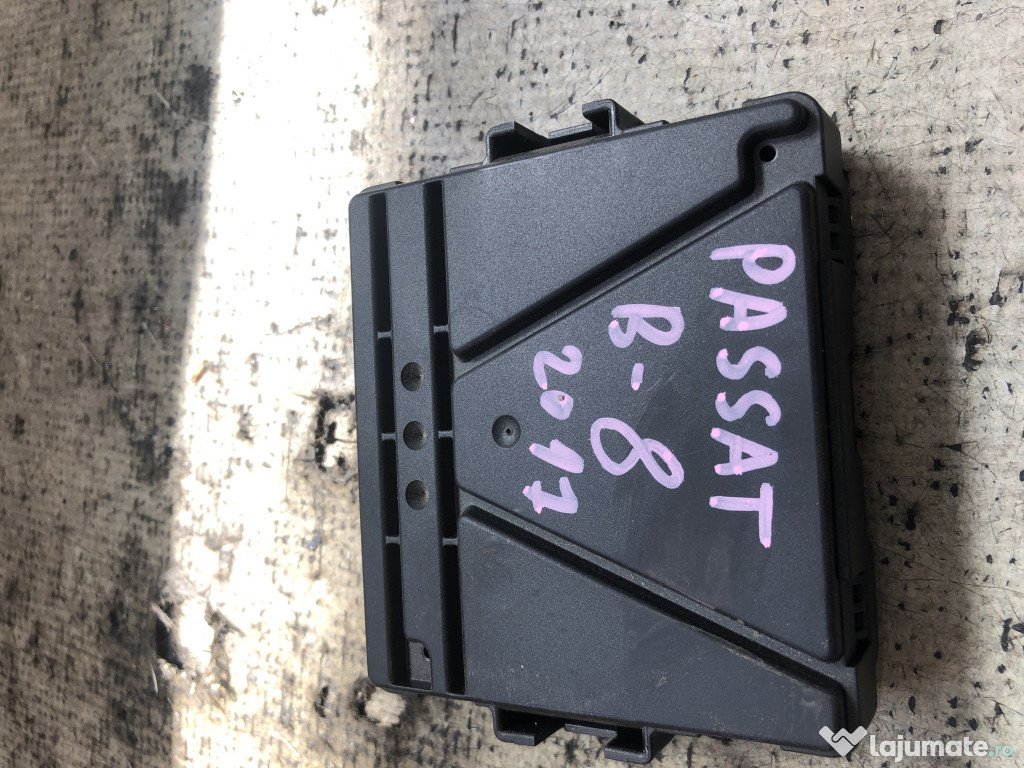 PASSAT
B-8
2017
lajumate.ro